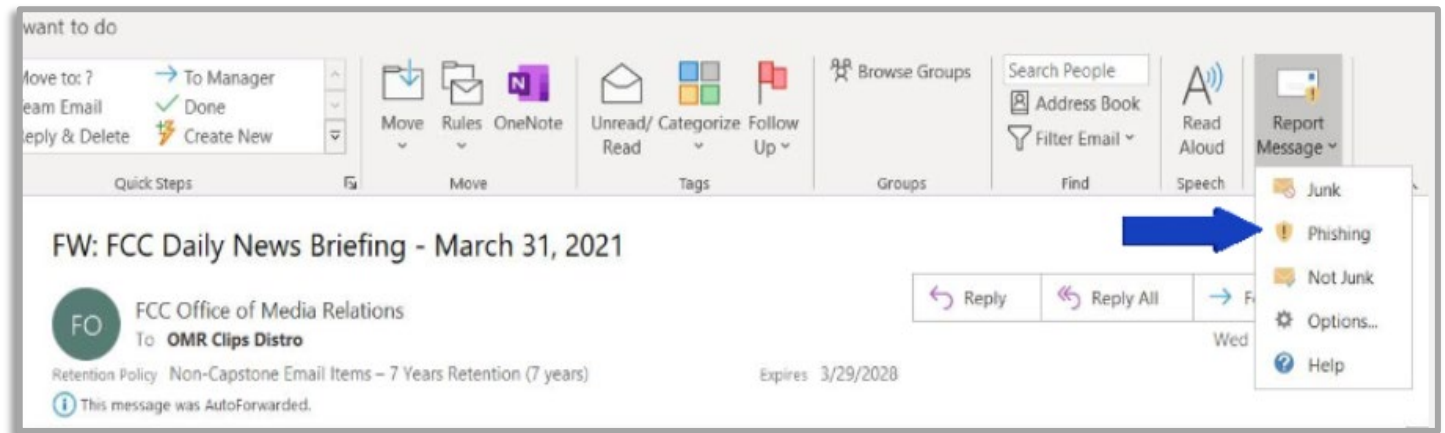 want to do
Move to: ? → To Manager
Team Email Done
Reply & Delete Create New
Quick Steps
Move Rules OneNote
Move
Unread/ Categorize Follow
Read Up
Tags
Browse Groups
Groups
Search People
Address Book
Filter Email
Find
Read
Aloud
Speech
Report
Message
Junk
Phishing
Not Junk
Options...
Help
FW: FCC Daily News Briefing - March 31, 2021
FO
FCC Office of Media Relations
To OMR Clips Distro
Reply Reply All
Wed
Retention Policy Non-Capstone Email Items – 7 Years Retention (7 years) Expires 3/29/2028
This message was AutoForwarded.